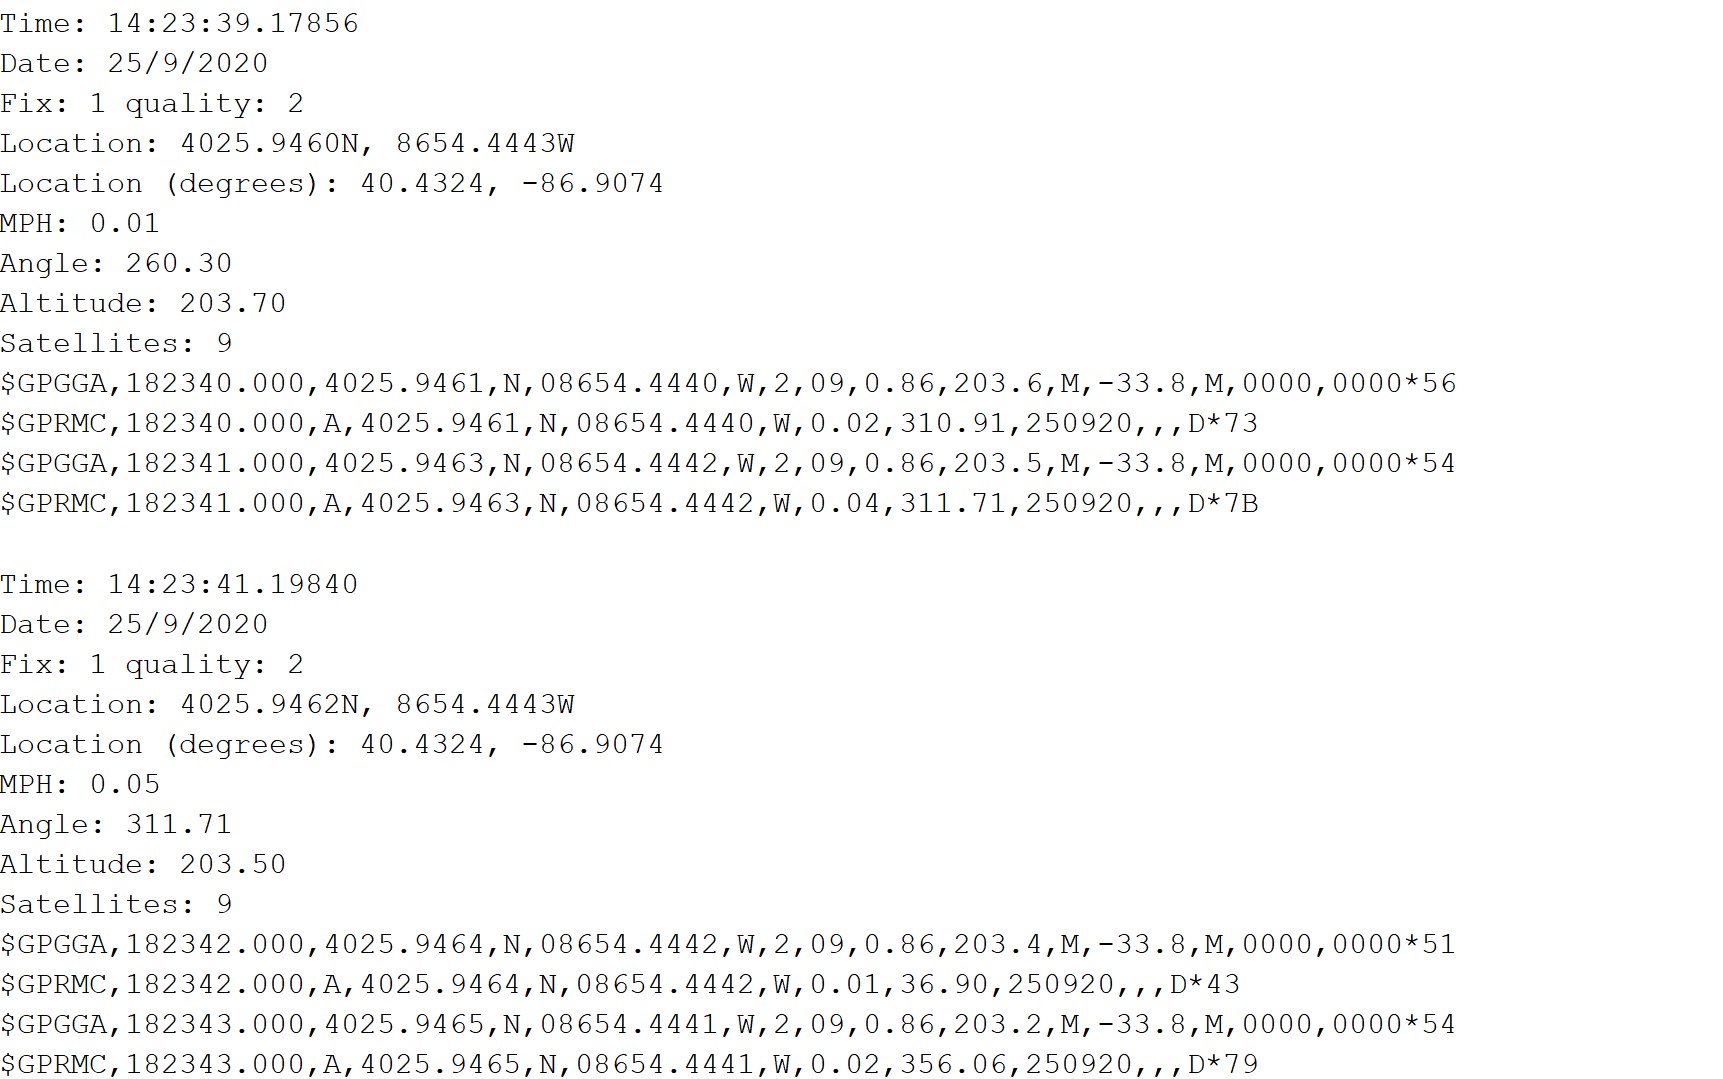 Time: 14:23:39.17856
Date: 25/9/2020
Fix: 1 quality: 2
Location: 4025.9460N, 8654.4443W
Location (degrees): 40.4324, -86.9074
MPH: 0.01
Angle: 260.30
Altitude: 203.70
Satellites: 9
$GPGGA,182340.000,4025.9461,N,08654.4440,W,2,09,0.86,203.6,M,-33.8,M,0000,0000*56
$GPRMC,182340.000,A,4025.9461,N,08654.4440,W,0.02,310.91,250920,,,D*73
$GPGGA,182341.000,4025.9463,N,08654.4442,W,2,09,0.86,203.5,M,-33.8,M,0000,0000*54
$GPRMC,182341.000,A,4025.9463,N,08654.4442,W,0.04,311.71,250920,,,D*7B
Time: 14:23:41.19840
Date: 25/9/2020
Fix: 1 quality: 2
Location: 4025.9462N, 8654.4443W
Location (degrees): 40.4324, -86.9074
MPH: 0.05
Angle: 311.71
Altitude: 203.50
Satellites: 9
$GPGGA,182342.000,4025.9464,N,08654.4442,W,2,09,0.86,203.4,M,-33.8,M,0000,0000*51
$GPRMC,182342.000,A,4025.9464,N,08654.4442,W,0.01,36.90,250920,,,D*43
$GPGGA,182343.000,4025.9465,N,08654.4441,W,2,09,0.86,203.2,M,-33.8,M,0000,0000*54
$GPRMC,182343.000,A,4025.9465,N,08654.4441,W,0.02,356.06,250920,,,D*79